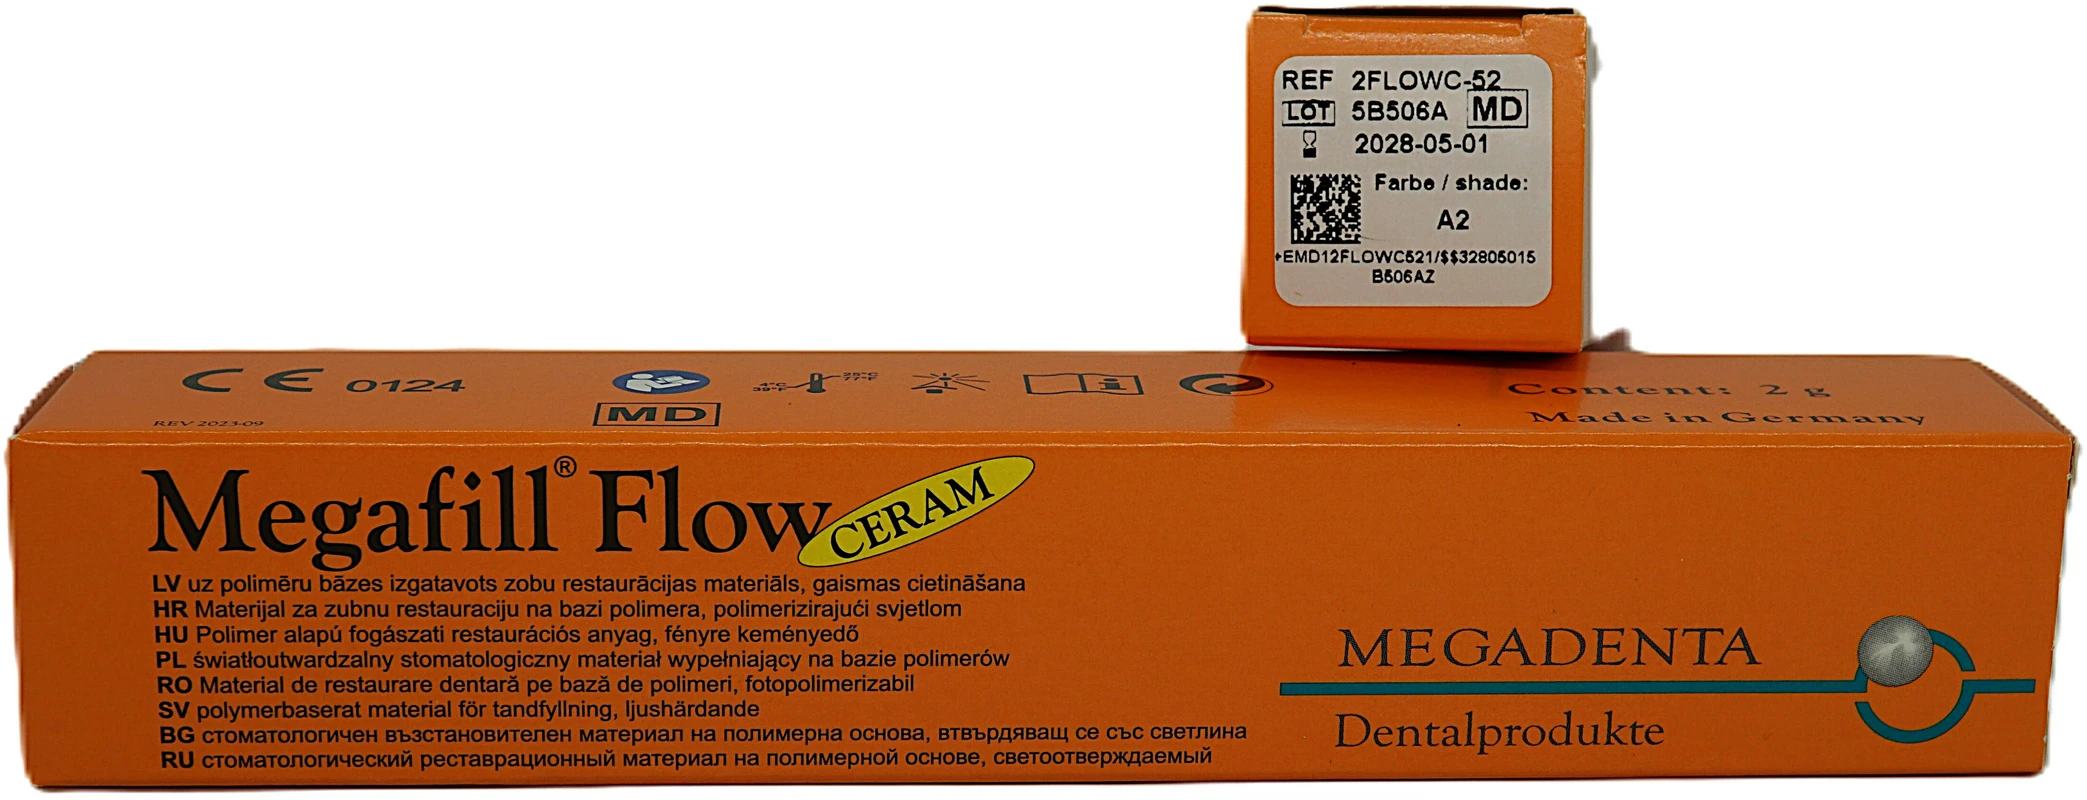 REF 2FLOWC-52
LOT 5B506A MD
2028-05-01
Farbe / shade:
A2
+EMD12FLOWC521/$$32805015
B506AZ
CE 0124
4°C
39°F
25°C
77°F
Content: 2 g
REV 2023-09
MD
Made in Germany
Megafill® Flow CERAM
LV uz polimēru bāzes izgatavots zobu restaurācijas materiāls, gaismas cietināšana
HR Materijal za zubnu restauraciju na bazi polimera, polimerizirajući svjetlom
HU Polimer alapú fogászati restaurációs anyag, fényre keményedő
PL światłoutwardzalny stomatologiczny materiał wypełniający na bazie polimerów
RO Material de restaurare dentară pe bază de polimeri, fotopolimerizabil
SV polymerbaserat material för tandfyllning, ljushärdande
BG стоматологичен възстановителен материал на полимерна основа, втвърдяващ се със светлина
RU стоматологический реставрационный материал на полимерной основе, светоотверждаемый
MEGADENTA
Dentalprodukte